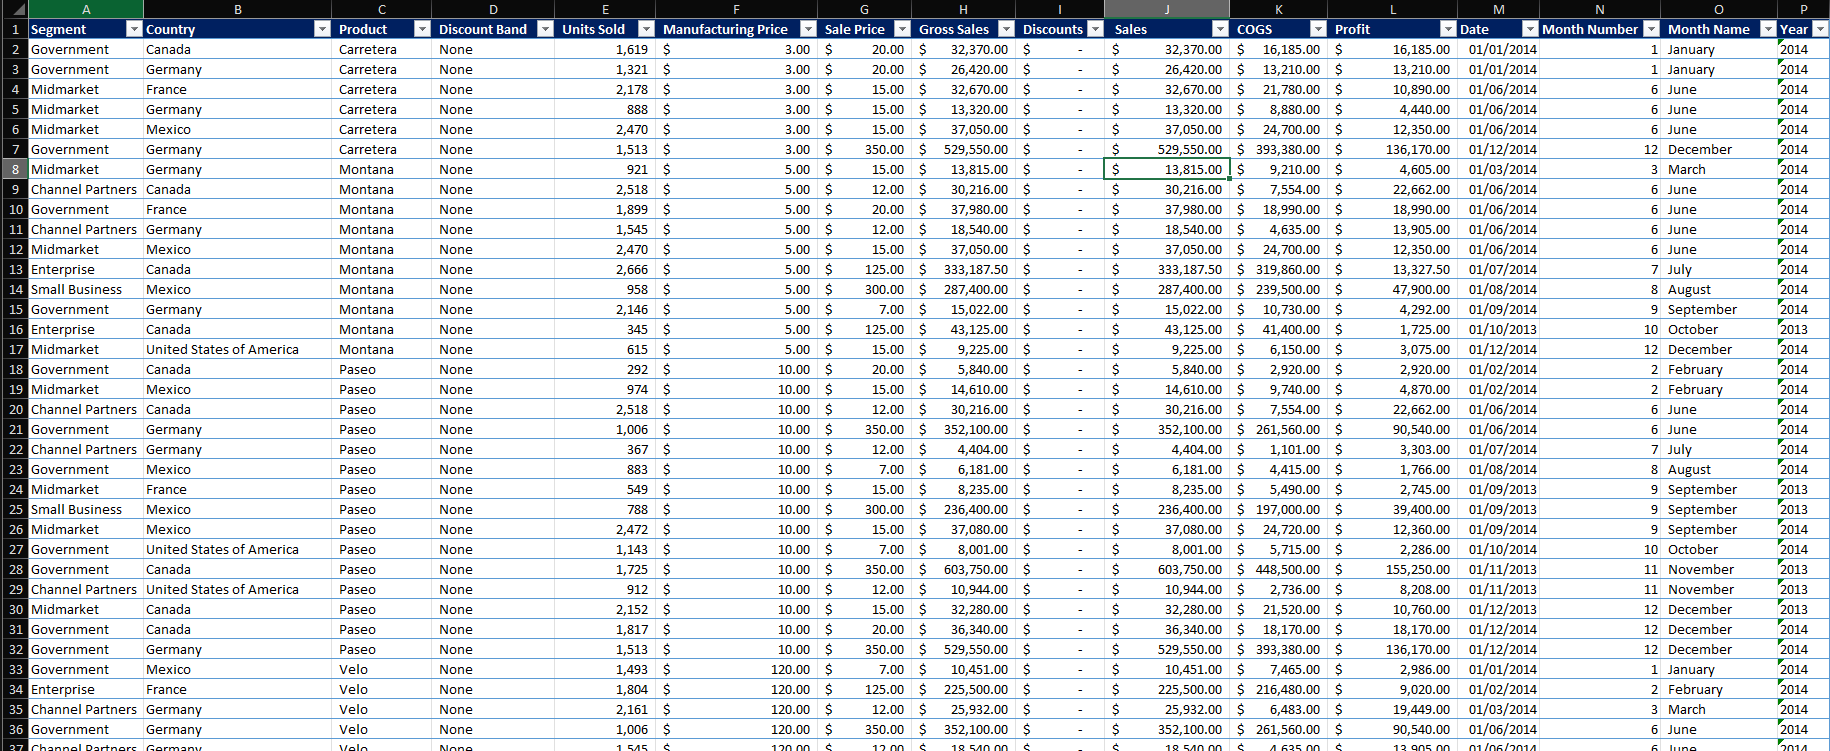 A B C D E F G H I J K L M N O P
1 Segment Country Product Discount Band Units Sold Manufacturing Price Sale Price Gross Sales Discounts Sales COGS Profit Date Month Number Month Name Year
2 Government Canada Carretera None 1,619 $ 3.00 $ 20.00 $ 32,370.00 $ - $ 32,370.00 $ 16,185.00 $ 16,185.00 01/01/2014 1 January 2014
3 Government Germany Carretera None 1,321 $ 3.00 $ 20.00 $ 26,420.00 $ - $ 26,420.00 $ 13,210.00 $ 13,210.00 01/01/2014 1 January 2014
4 Midmarket France Carretera None 2,178 $ 3.00 $ 15.00 $ 32,670.00 $ - $ 32,670.00 $ 21,780.00 $ 10,890.00 01/06/2014 6 June 2014
5 Midmarket Germany Carretera None 888 $ 3.00 $ 15.00 $ 13,320.00 $ - $ 13,320.00 $ 8,880.00 $ 4,440.00 01/06/2014 6 June 2014
6 Midmarket Mexico Carretera None 2,470 $ 3.00 $ 15.00 $ 37,050.00 $ - $ 37,050.00 $ 24,700.00 $ 12,350.00 01/06/2014 6 June 2014
7 Government Germany Carretera None 1,513 $ 3.00 $ 350.00 $ 529,550.00 $ - $ 529,550.00 $ 393,380.00 $ 136,170.00 01/12/2014 12 December 2014
8 Midmarket Germany Montana None 921 $ 5.00 $ 15.00 $ 13,815.00 $ - $ 13,815.00 $ 9,210.00 $ 4,605.00 01/03/2014 3 March 2014
9 Channel Partners Canada Montana None 2,518 $ 5.00 $ 12.00 $ 30,216.00 $ - $ 30,216.00 $ 7,554.00 $ 22,662.00 01/06/2014 6 June 2014
10 Government France Montana None 1,899 $ 5.00 $ 20.00 $ 37,980.00 $ - $ 37,980.00 $ 18,990.00 $ 18,990.00 01/06/2014 6 June 2014
11 Channel Partners Germany Montana None 1,545 $ 5.00 $ 12.00 $ 18,540.00 $ - $ 18,540.00 $ 4,635.00 $ 13,905.00 01/06/2014 6 June 2014
12 Midmarket Mexico Montana None 2,470 $ 5.00 $ 15.00 $ 37,050.00 $ - $ 37,050.00 $ 24,700.00 $ 12,350.00 01/06/2014 6 June 2014
13 Enterprise Canada Montana None 2,666 $ 5.00 $ 125.00 $ 333,187.50 $ - $ 333,187.50 $ 319,860.00 $ 13,327.50 01/07/2014 7 July 2014
14 Small Business Mexico Montana None 958 $ 5.00 $ 300.00 $ 287,400.00 $ - $ 287,400.00 $ 239,500.00 $ 47,900.00 01/08/2014 8 August 2014
15 Government Germany Montana None 2,146 $ 5.00 $ 7.00 $ 15,022.00 $ - $ 15,022.00 $ 10,730.00 $ 4,292.00 01/09/2014 9 September 2014
16 Enterprise Canada Montana None 345 $ 5.00 $ 125.00 $ 43,125.00 $ - $ 43,125.00 $ 41,400.00 $ 1,725.00 01/10/2013 10 October 2013
17 Midmarket United States of America Montana None 615 $ 5.00 $ 15.00 $ 9,225.00 $ - $ 9,225.00 $ 6,150.00 $ 3,075.00 01/12/2014 12 December 2014
18 Government Canada Paseo None 292 $ 10.00 $ 20.00 $ 5,840.00 $ - $ 5,840.00 $ 2,920.00 $ 2,920.00 01/02/2014 2 February 2014
19 Midmarket Mexico Paseo None 974 $ 10.00 $ 15.00 $ 14,610.00 $ - $ 14,610.00 $ 9,740.00 $ 4,870.00 01/02/2014 2 February 2014
20 Channel Partners Canada Paseo None 2,518 $ 10.00 $ 12.00 $ 30,216.00 $ - $ 30,216.00 $ 7,554.00 $ 22,662.00 01/06/2014 6 June 2014
21 Government Germany Paseo None 1,006 $ 10.00 $ 350.00 $ 352,100.00 $ - $ 352,100.00 $ 261,560.00 $ 90,540.00 01/06/2014 6 June 2014
22 Channel Partners Germany Paseo None 367 $ 10.00 $ 12.00 $ 4,404.00 $ - $ 4,404.00 $ 1,101.00 $ 3,303.00 01/07/2014 7 July 2014
23 Government Mexico Paseo None 883 $ 10.00 $ 7.00 $ 6,181.00 $ - $ 6,181.00 $ 4,415.00 $ 1,766.00 01/08/2014 8 August 2014
24 Midmarket France Paseo None 549 $ 10.00 $ 15.00 $ 8,235.00 $ - $ 8,235.00 $ 5,490.00 $ 2,745.00 01/09/2013 9 September 2013
25 Small Business Mexico Paseo None 788 $ 10.00 $ 300.00 $ 236,400.00 $ - $ 236,400.00 $ 197,000.00 $ 39,400.00 01/09/2013 9 September 2013
26 Midmarket Mexico Paseo None 2,472 $ 10.00 $ 15.00 $ 37,080.00 $ - $ 37,080.00 $ 24,720.00 $ 12,360.00 01/09/2014 9 September 2014
27 Government United States of America Paseo None 1,143 $ 10.00 $ 7.00 $ 8,001.00 $ - $ 8,001.00 $ 5,715.00 $ 2,286.00 01/10/2014 10 October 2014
28 Government Canada Paseo None 1,725 $ 10.00 $ 350.00 $ 603,750.00 $ - $ 603,750.00 $ 448,500.00 $ 155,250.00 01/11/2013 11 November 2013
29 Channel Partners United States of America Paseo None 912 $ 10.00 $ 12.00 $ 10,944.00 $ - $ 10,944.00 $ 2,736.00 $ 8,208.00 01/11/2013 11 November 2013
30 Midmarket Canada Paseo None 2,152 $ 10.00 $ 15.00 $ 32,280.00 $ - $ 32,280.00 $ 21,520.00 $ 10,760.00 01/12/2013 12 December 2013
31 Government Canada Paseo None 1,817 $ 10.00 $ 20.00 $ 36,340.00 $ - $ 36,340.00 $ 18,170.00 $ 18,170.00 01/12/2014 12 December 2014
32 Government Germany Paseo None 1,513 $ 10.00 $ 350.00 $ 529,550.00 $ - $ 529,550.00 $ 393,380.00 $ 136,170.00 01/12/2014 12 December 2014
33 Government Mexico Velo None 1,493 $ 120.00 $ 7.00 $ 10,451.00 $ - $ 10,451.00 $ 7,465.00 $ 2,986.00 01/01/2014 1 January 2014
34 Enterprise France Velo None 1,804 $ 120.00 $ 125.00 $ 225,500.00 $ - $ 225,500.00 $ 216,480.00 $ 9,020.00 01/02/2014 2 February 2014
35 Channel Partners Germany Velo None 2,161 $ 120.00 $ 12.00 $ 25,932.00 $ - $ 25,932.00 $ 6,483.00 $ 19,449.00 01/03/2014 3 March 2014
36 Government Germany Velo None 1,006 $ 120.00 $ 350.00 $ 352,100.00 $ - $ 352,100.00 $ 261,560.00 $ 90,540.00 01/06/2014 6 June 2014
37 Channel Partners Germany Velo None 1,545 $ 120.00 $ 12.00 $ 18,540.00 $ - $ 18,540.00 $ 4,635.00 $ 13,905.00 01/06/2014 6 June 2014